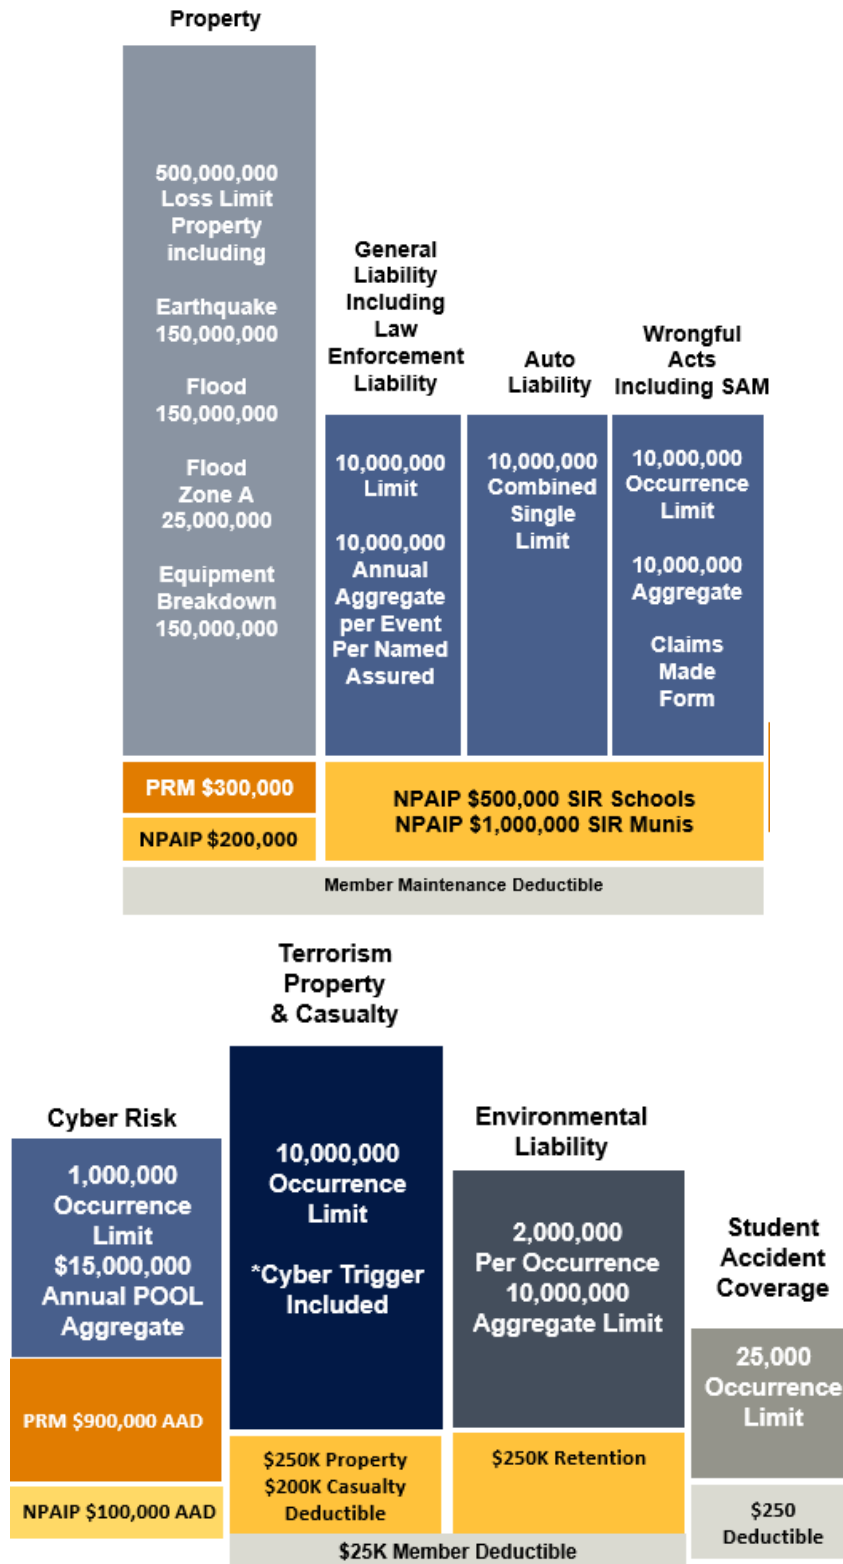 Property
500,000,000
Loss Limit
Property
including
Earthquake
150,000,000
Flood
150,000,000
Flood
Zone A
25,000,000
Equipment
Breakdown
150,000,000
PRM $300,000
NPAIP $200,000
General
Liability
Including
Law
Enforcement
Liability
10,000,000
Limit
10,000,000
Annual
Aggregate
per Event
Per Named
Assured
Auto
Liability
10,000,000
Combined
Single
Limit
Wrongful
Acts
Including SAM
10,000,000
Occurrence
Limit
10,000,000
Aggregate
Claims
Made
Form
NPAIP $500,000 SIR Schools
NPAIP $1,000,000 SIR Munis
Member Maintenance Deductible
Cyber Risk
1,000,000
Occurrence
Limit
$15,000,000
Annual POOL
Aggregate
PRM $900,000 AAD
NPAIP $100,000 AAD
Terrorism
Property
& Casualty
10,000,000
Occurrence
Limit
*Cyber Trigger
Included
$250K Property
$200K Casualty
Deductible
Environmental
Liability
2,000,000
Per Occurrence
10,000,000
Aggregate Limit
$250K Retention
$25K Member Deductible
Student
Accident
Coverage
25,000
Occurrence
Limit
$250
Deductible